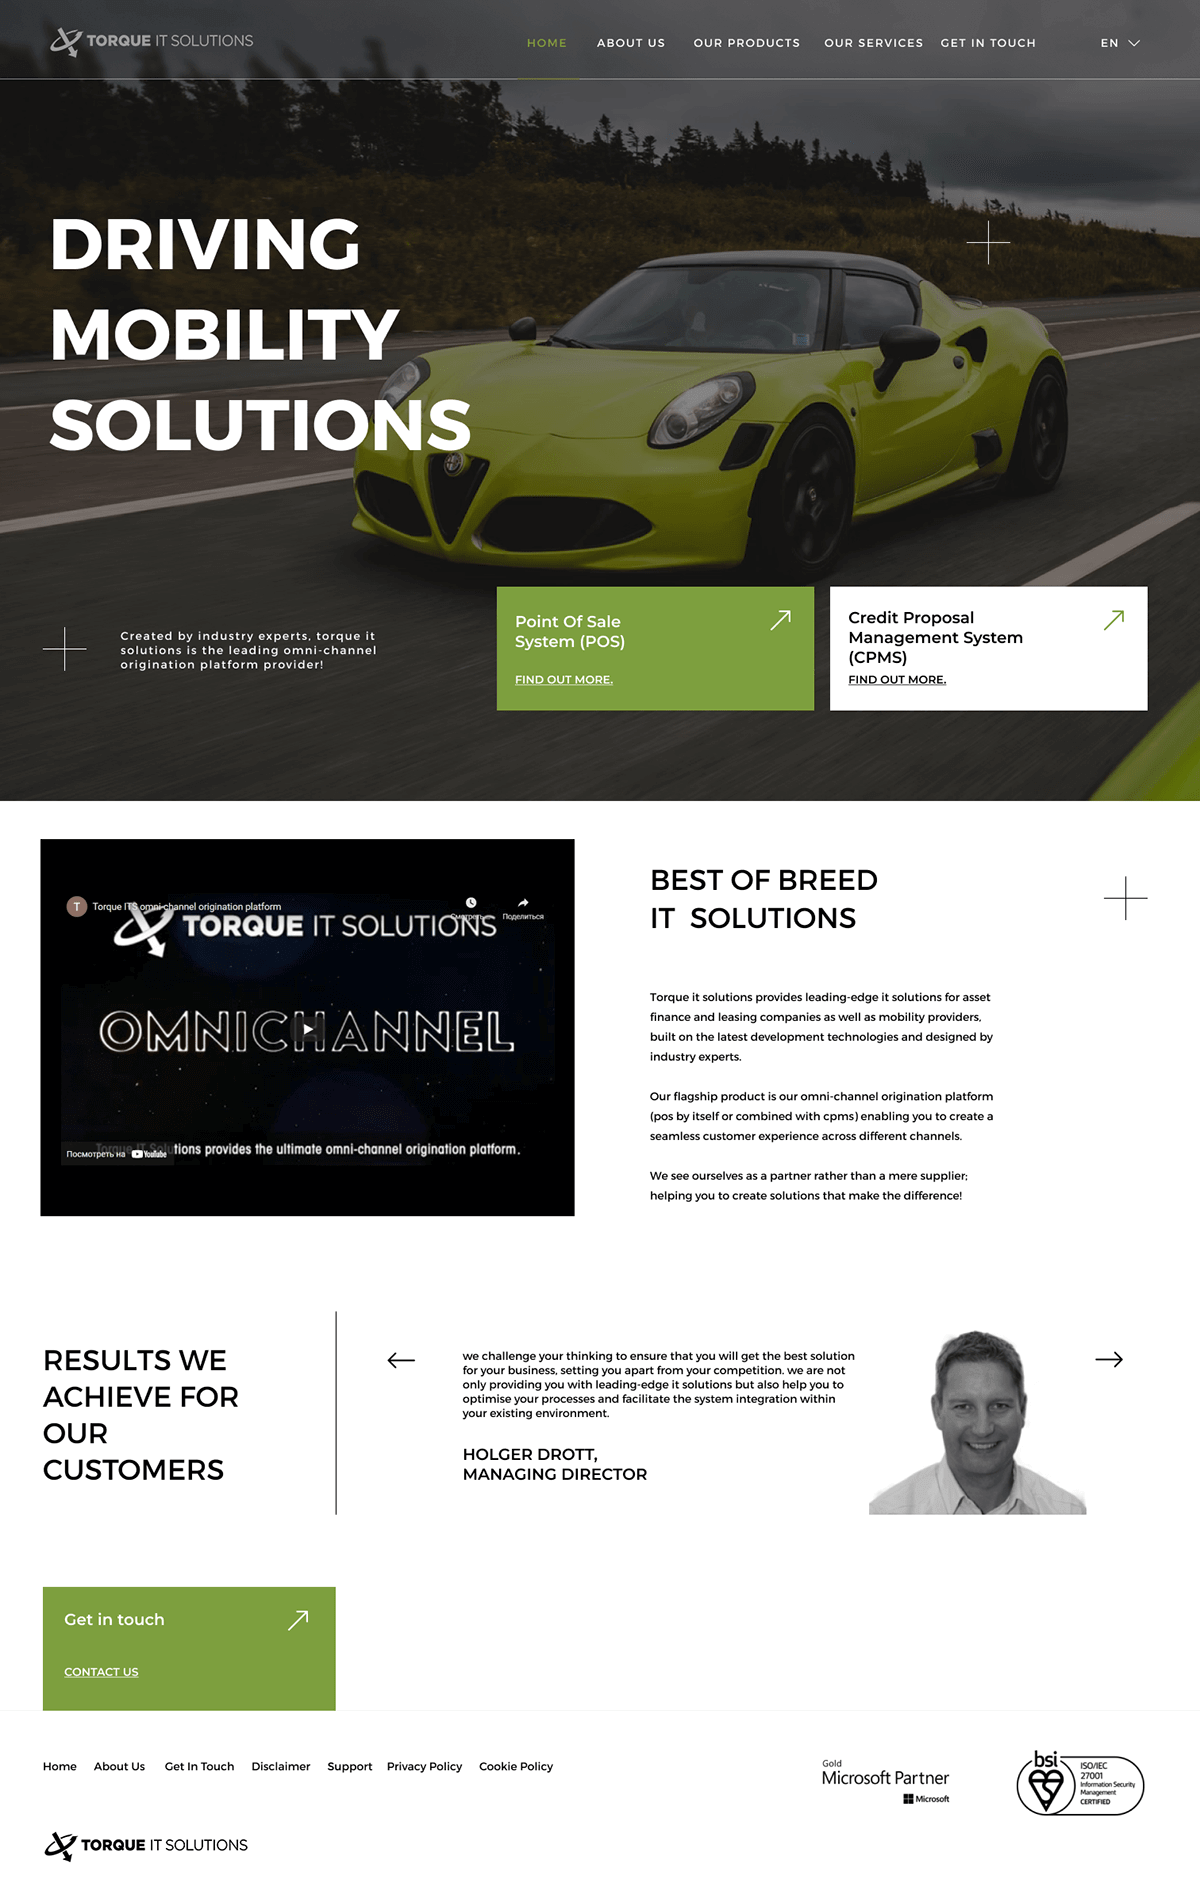 TORQUE IT SOLUTIONS
HOME ABOUT US OUR PRODUCTS OUR SERVICES GET IN TOUCH EN
DRIVING
MOBILITY
SOLUTIONS
Created by industry experts, torque it
solutions is the leading omni-channel
origination platform provider!
Point Of Sale
System (POS)
FIND OUT MORE.
Credit Proposal
Management System
(CPMS)
FIND OUT MORE.
T Torque ITS omni-channel origination platform
Смотреть... Поделиться
TORQUE IT SOLUTIONS
OMNICHANNEL
Torque IT Solutions provides the ultimate omni-channel origination platform.
Посмотреть на YouTube
BEST OF BREED
IT SOLUTIONS
Torque it solutions provides leading-edge it solutions for asset
finance and leasing companies as well as mobility providers,
built on the latest development technologies and designed by
industry experts.
Our flagship product is our omni-channel origination platform
(pos by itself or combined with cpms) enabling you to create a
seamless customer experience across different channels.
We see ourselves as a partner rather than a mere supplier;
helping you to create solutions that make the difference!
RESULTS WE
ACHIEVE FOR
OUR
CUSTOMERS
we challenge your thinking to ensure that you will get the best solution
for your business, setting you apart from your competition. we are not
only providing you with leading-edge it solutions but also help you to
optimise your processes and facilitate the system integration within
your existing environment.
HOLGER DROTT,
MANAGING DIRECTOR
Get in touch
CONTACT US
Home About Us Get In Touch Disclaimer Support Privacy Policy Cookie Policy
Gold
Microsoft Partner
Microsoft
bsi
ISO/IEC
27001
Information Security
Management
CERTIFIED
TORQUE IT SOLUTIONS